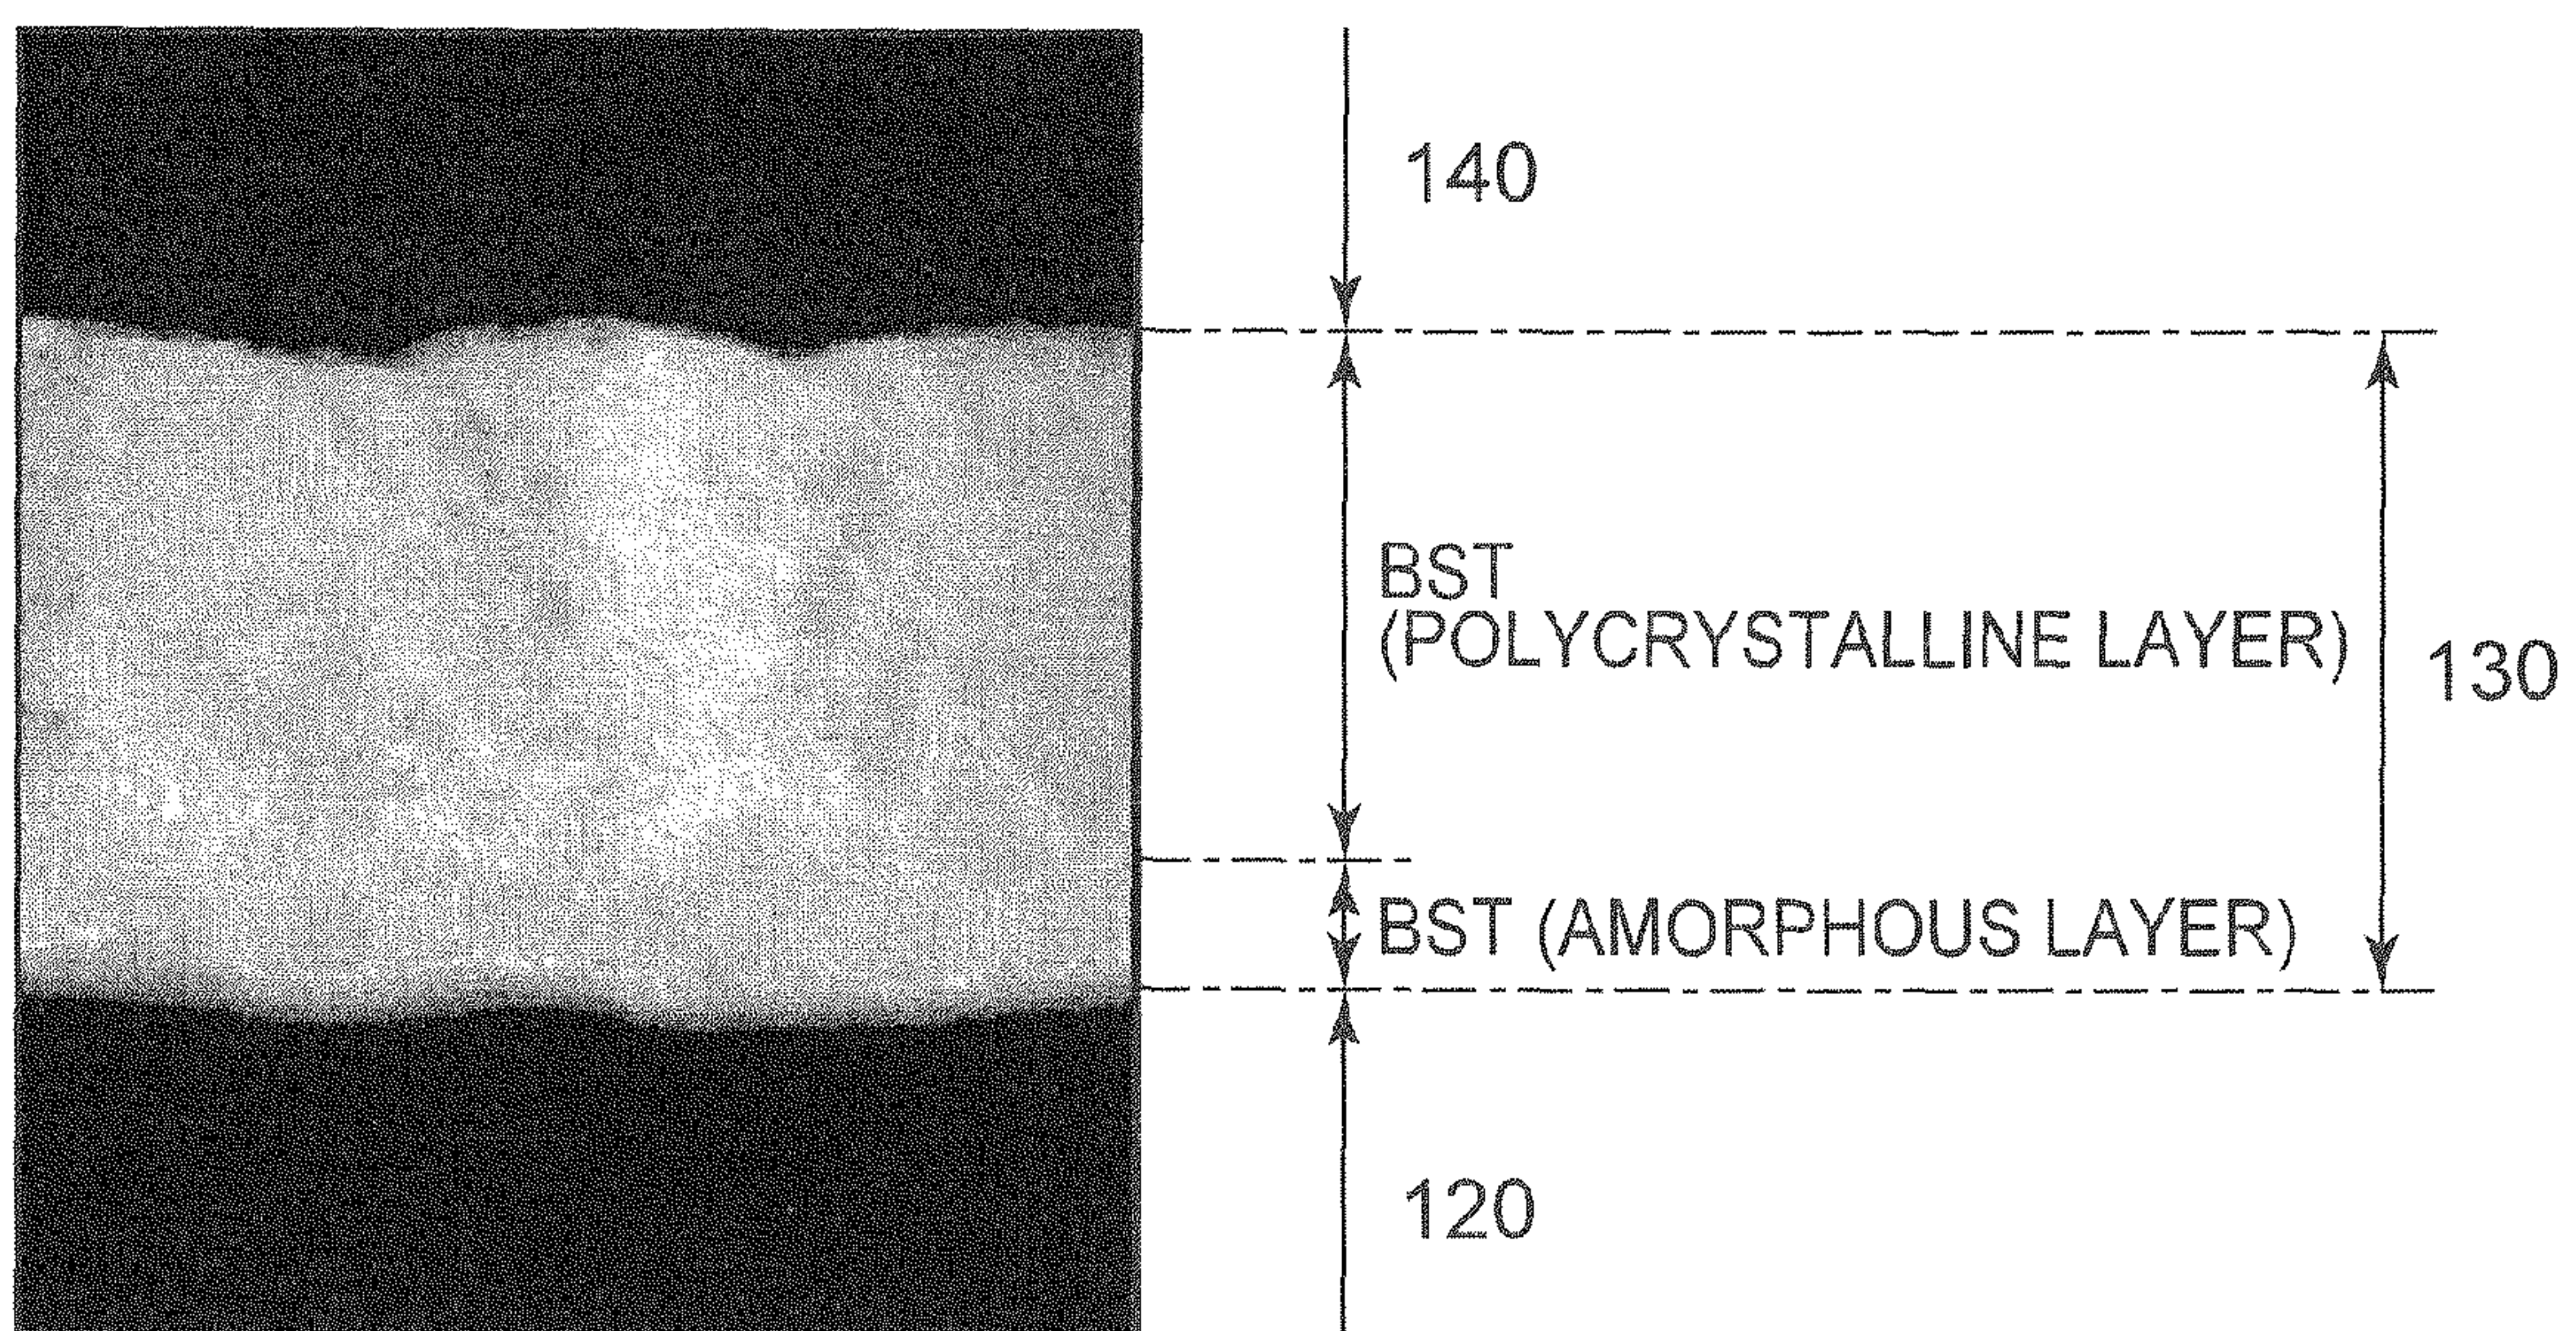 140
BST
(POLYCRYSTALLINE LAYER)
130
BST (AMORPHOUS LAYER)
120